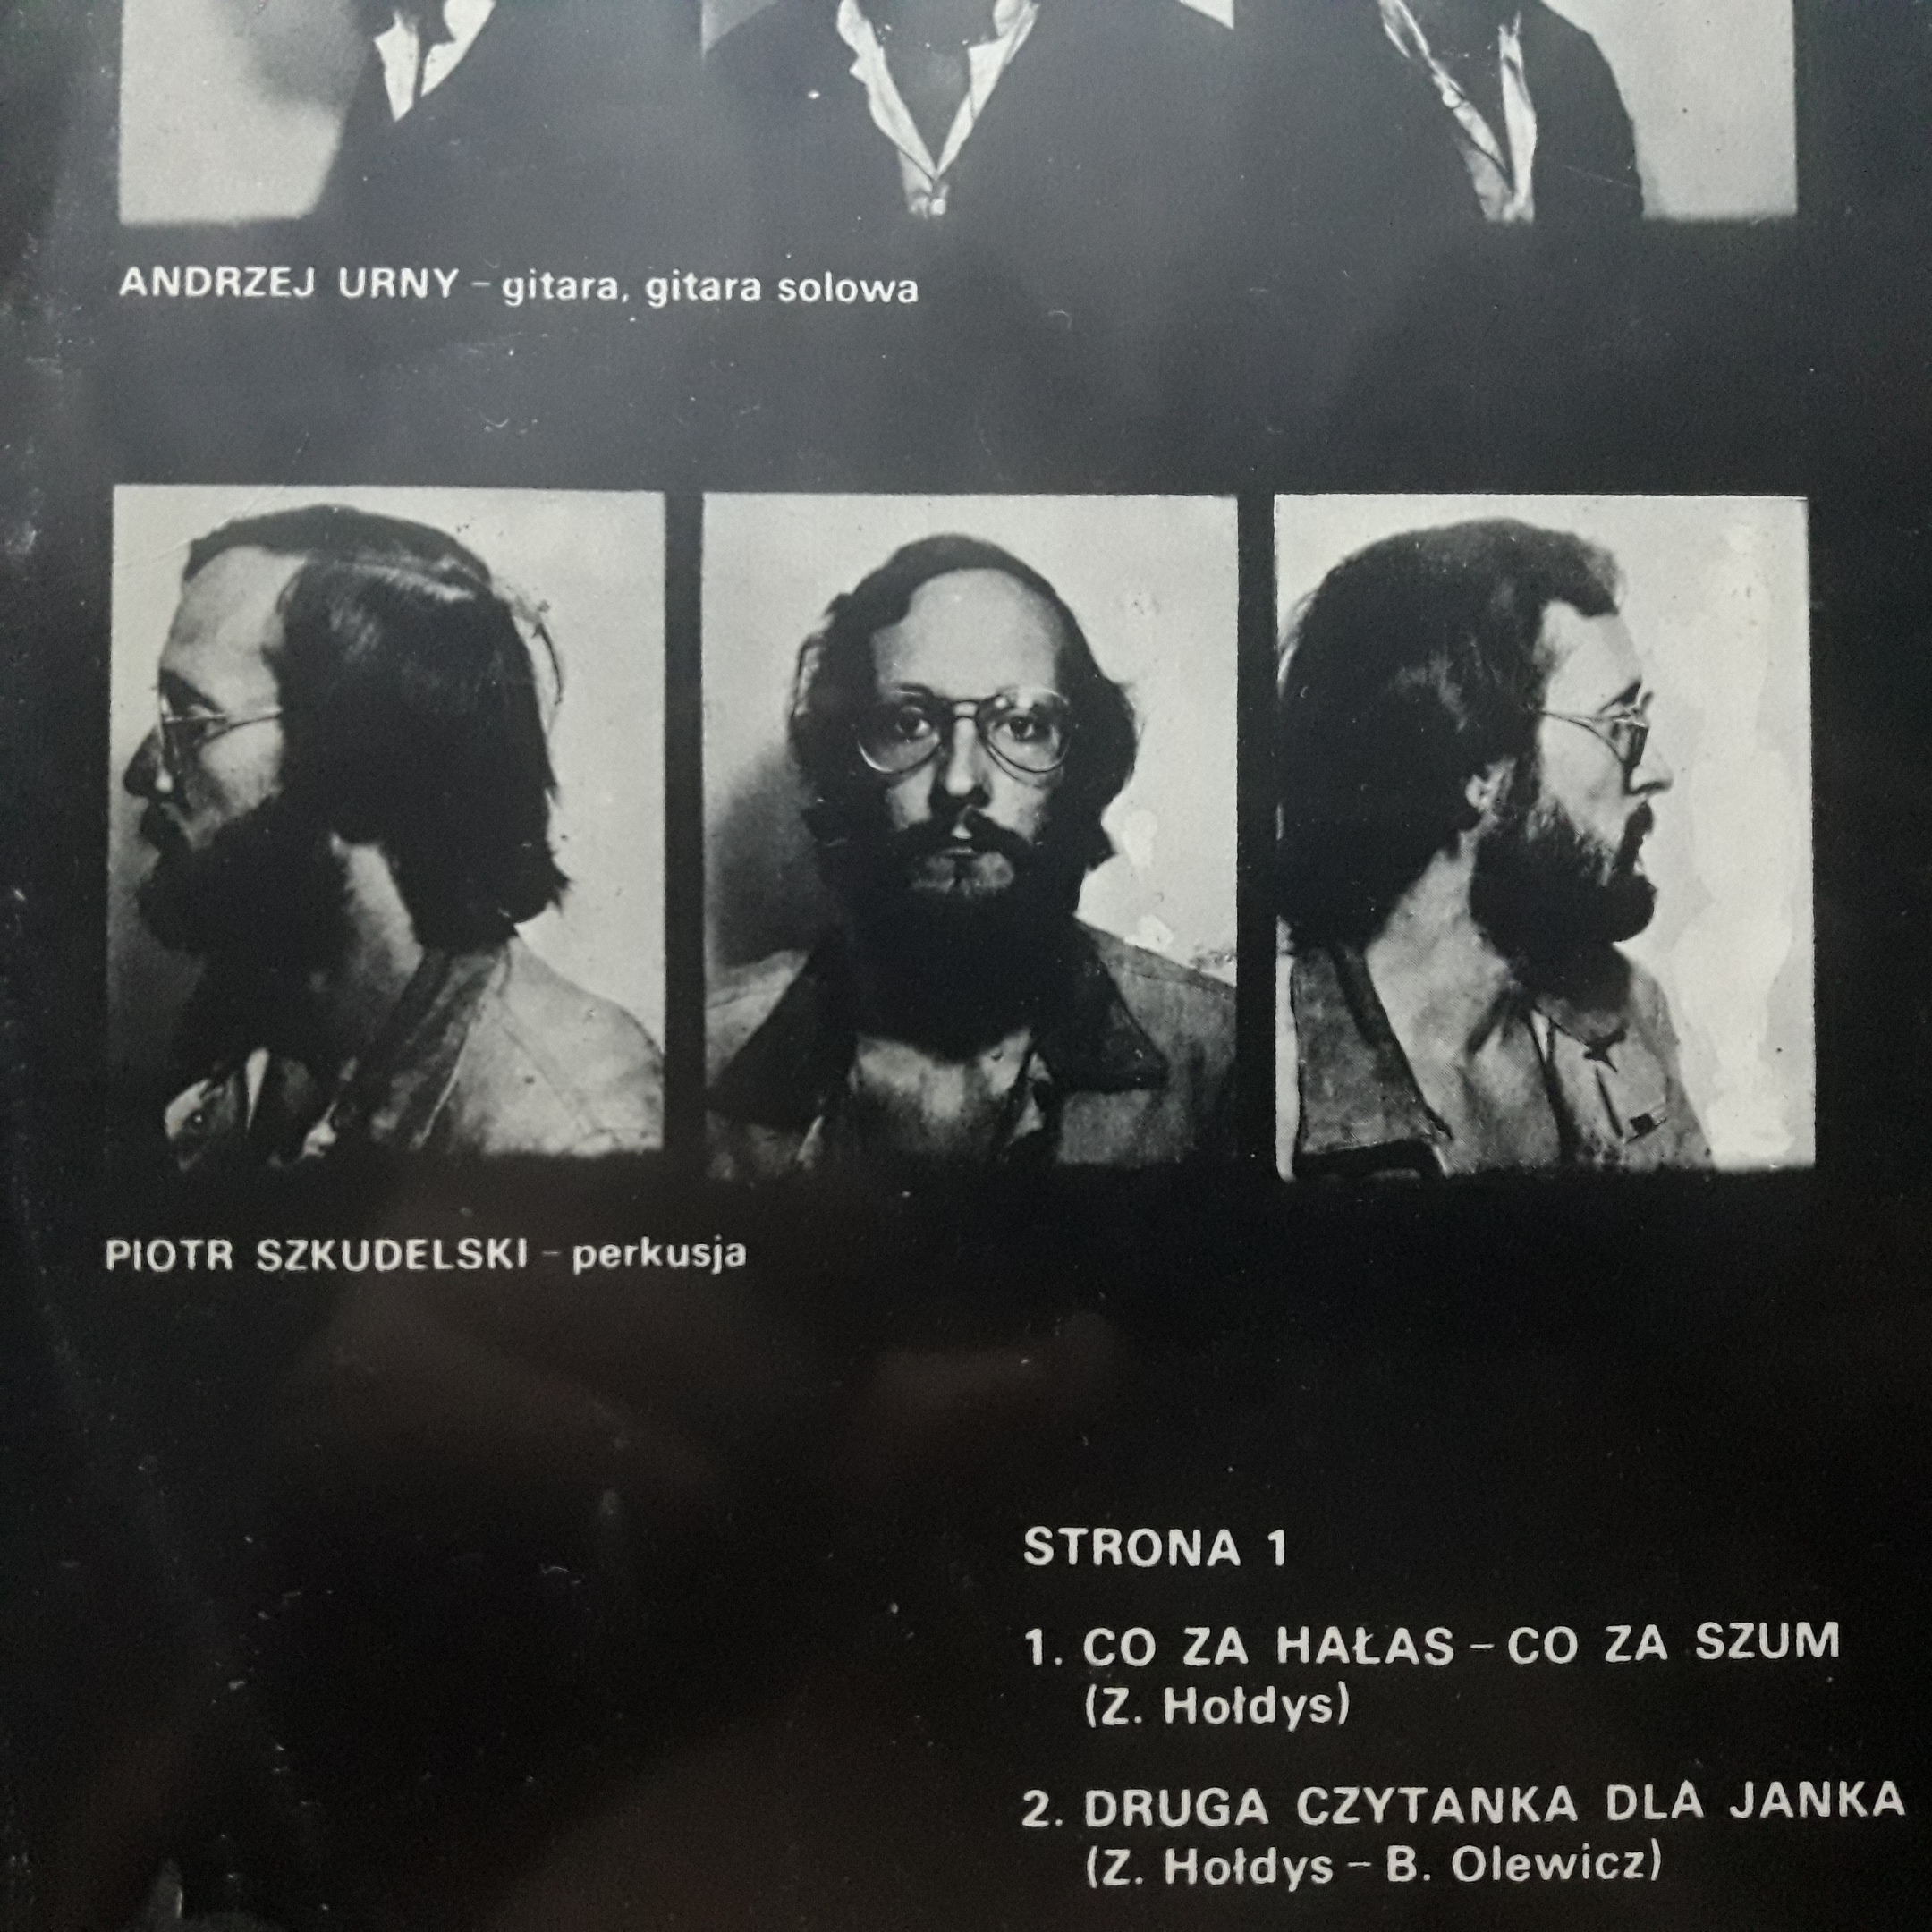 ANDRZEJ URNY – gitara, gitara solowa
PIOTR SZKUDELSKI – perkusja
STRONA 1
1. CO ZA HAŁAS – CO ZA SZUM
(Z. Hołdys)
2. DRUGA CZYTANKA DLA JANKA
(Z. Hołdys – B. Olewicz)